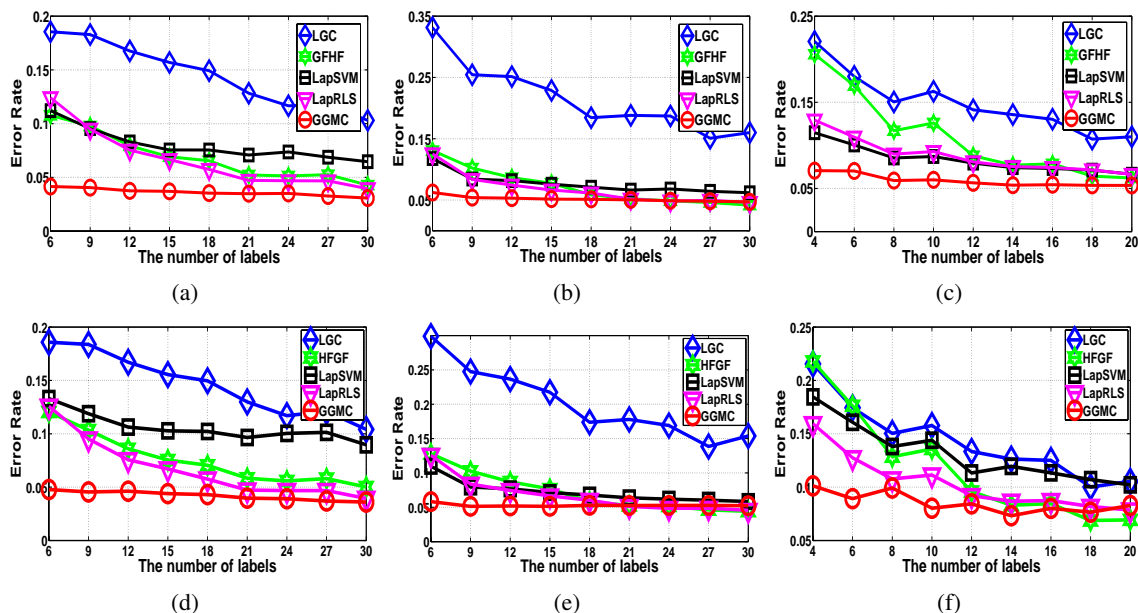 0.2
0.15
0.1
0.05
0
Error Rate
6 9 12 15 18 21 24 27 30
The number of labels
LGC
GFHF
LapSVM
LapRLS
GGMC
(a)
0.35
0.25
0.15
0.05
0
Error Rate
6 9 12 15 18 21 24 27 30
The number of labels
LGC
GFHF
LapSVM
LapRLS
GGMC
(b)
0.25
0.15
0.05
0
Error Rate
4 6 8 10 12 14 16 18 20
The number of labels
LGC
GFHF
LapSVM
LapRLS
GGMC
(c)
0.2
0.15
0.1
0.05
0
Error Rate
6 9 12 15 18 21 24 27 30
The number of labels
LGC
HFGF
LapSVM
LapRLS
GGMC
(d)
0.25
0.2
0.15
0.1
0.05
0
Error Rate
6 9 12 15 18 21 24 27 30
The number of labels
LGC
HFGF
LapSVM
LapRLS
GGMC
(e)
0.25
0.2
0.15
0.1
0.05
Error Rate
4 6 8 10 12 14 16 18 20
The number of labels
LGC
HFGF
LapSVM
LapRLS
GGMC
(f)